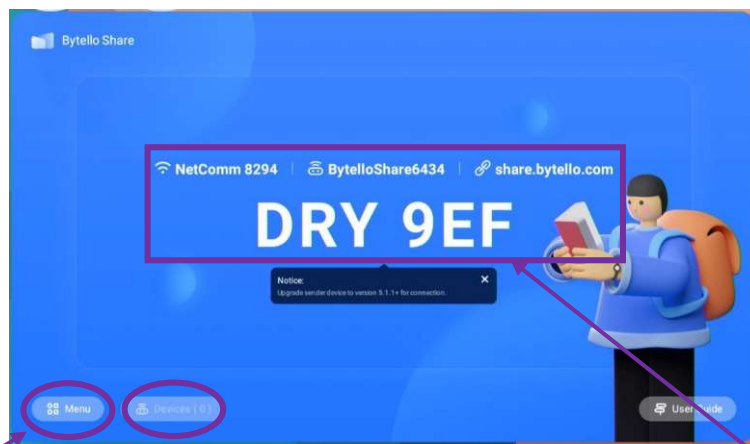 Bytello Share
NetComm 8294 | BytelloShare6434 | share.bytello.com
DRY 9EF
Notice:
Upgrade sender device to version 5.1.1+ for connection.
Menu
Devices ( 0 )
User Guide